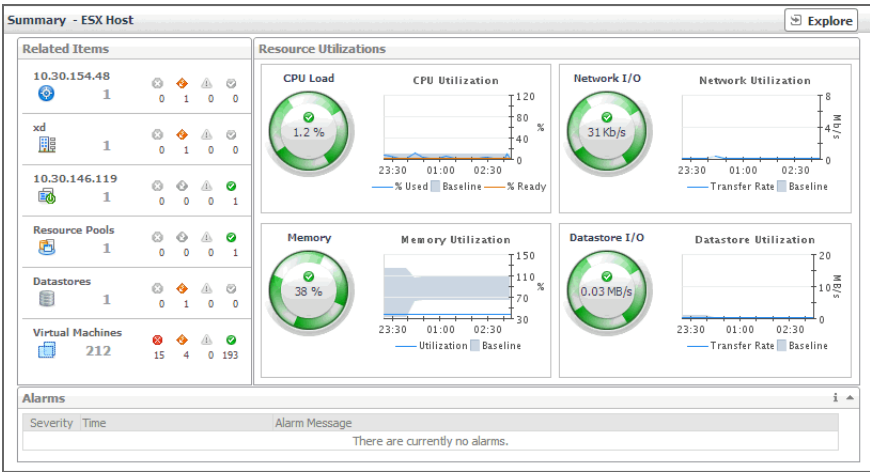 Summary - ESX Host
Explore
Related Items
10.30.154.48
1
0 1 0 0
xd
1
0 1 0 0
10.30.146.119
1
0 0 0 1
Resource Pools
1
0 0 0 1
Datastores
1
0 1 0 0
Virtual Machines
212
15 4 0 193
Resource Utilizations
CPU Load
1.2 %
CPU Utilization
120
80
40
0
%
23:30 01:00 02:30
% Used Baseline % Ready
Network I/O
31 Kb/s
Network Utilization
8
4
0
Mb/s
23:30 01:00 02:30
Transfer Rate Baseline
Memory
38 %
Memory Utilization
150
110
70
30
%
23:30 01:00 02:30
Utilization Baseline
Datastore I/O
0.03 MB/s
Datastore Utilization
20
10
0
MB/s
23:30 01:00 02:30
Transfer Rate Baseline
Alarms
i
Severity Time Alarm Message
There are currently no alarms.